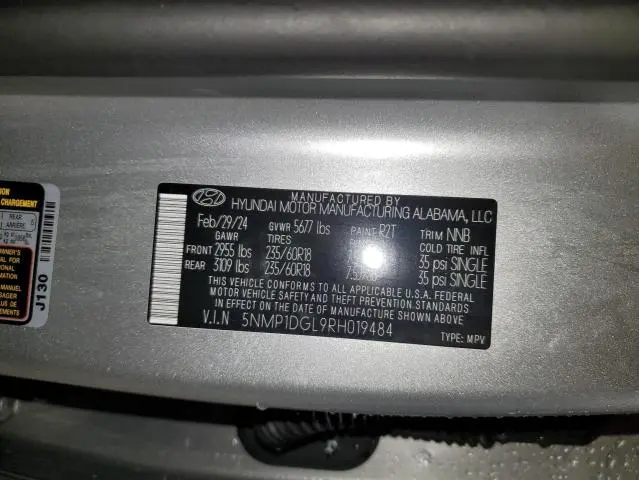 MANUFACTURED BY
HYUNDAI MOTOR MANUFACTURING ALABAMA, LLC
Feb/29/24 GVWR 5677 lbs PAINT R2T TRIM NNB
GAWR TIRES COLD TIRE INFL
FRONT 2955 lbs 235/60R18 35 psi SINGLE
REAR 3109 lbs 235/60R18 35 psi SINGLE
THIS VEHICLE CONFORMS TO ALL APPLICABLE U.S.A. FEDERAL
MOTOR VEHICLE SAFETY AND THEFT PREVENTION STANDARDS
IN EFFECT ON THE DATE OF MANUFACTURE SHOWN ABOVE
V.I.N 5NMP1DGL9RH019484
TYPE: MPV
CHARGEMENT
REAR
ARRIÈRE
J130